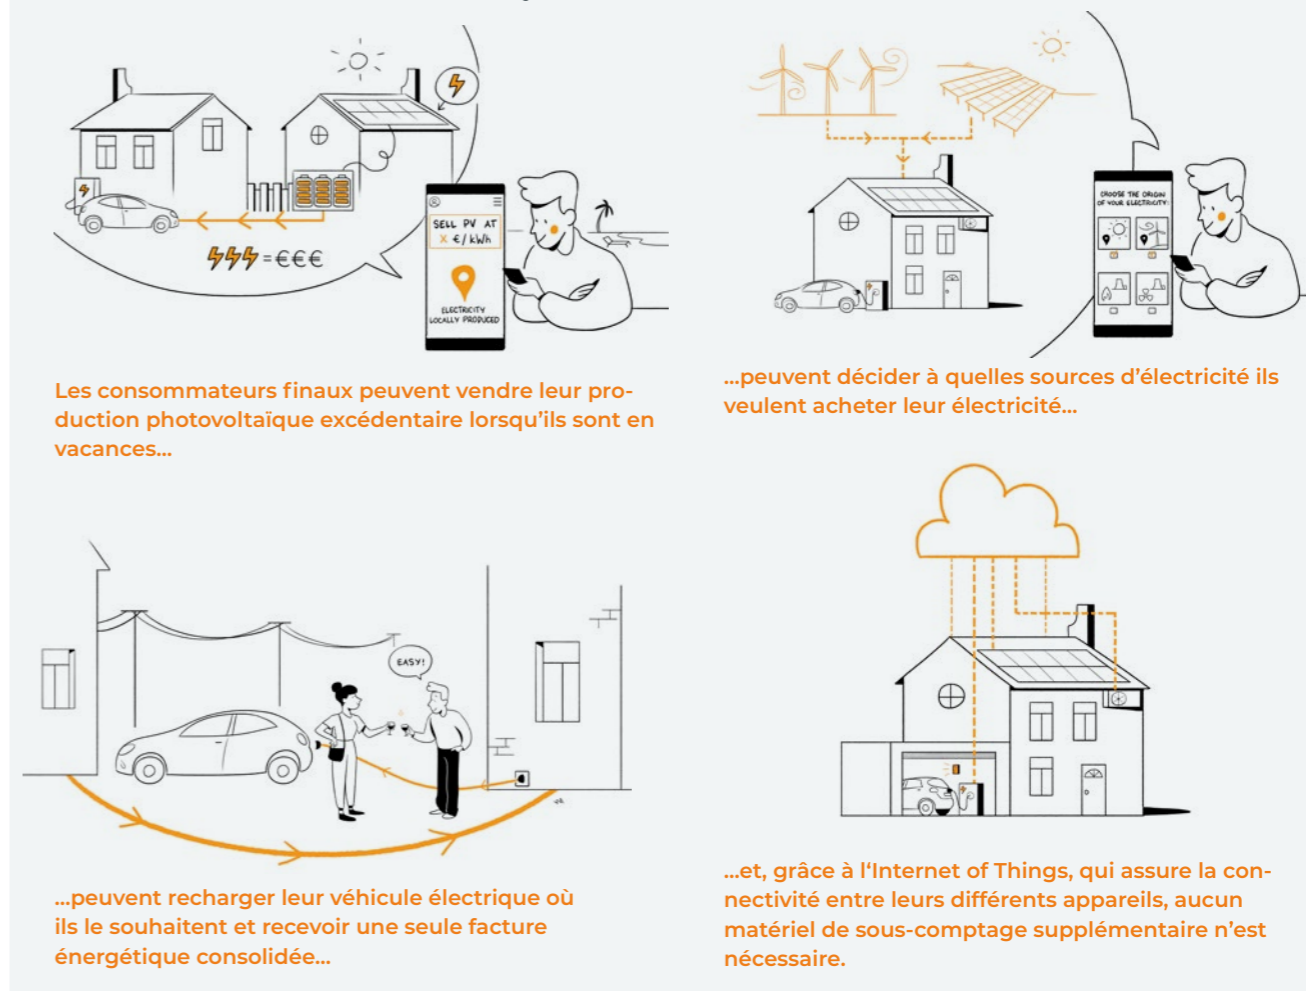 SELL PV AT
X €/kWh
ELECTRICITY
LOCALLY PRODUCED
= €€€
Les consommateurs finaux peuvent vendre leur pro-
duction photovoltaïque excédentaire lorsqu'ils sont en
vacances...
CHOOSE THE ORIGIN
OF YOUR ELECTRICITY:
...peuvent décider à quelles sources d'électricité ils
veulent acheter leur électricité...
EASY!
...peuvent recharger leur véhicule électrique où
ils le souhaitent et recevoir une seule facture
énergétique consolidée...
...et, grâce à l‘Internet of Things, qui assure la con-
nectivité entre leurs différents appareils, aucun
matériel de sous-comptage supplémentaire n'est
nécessaire.